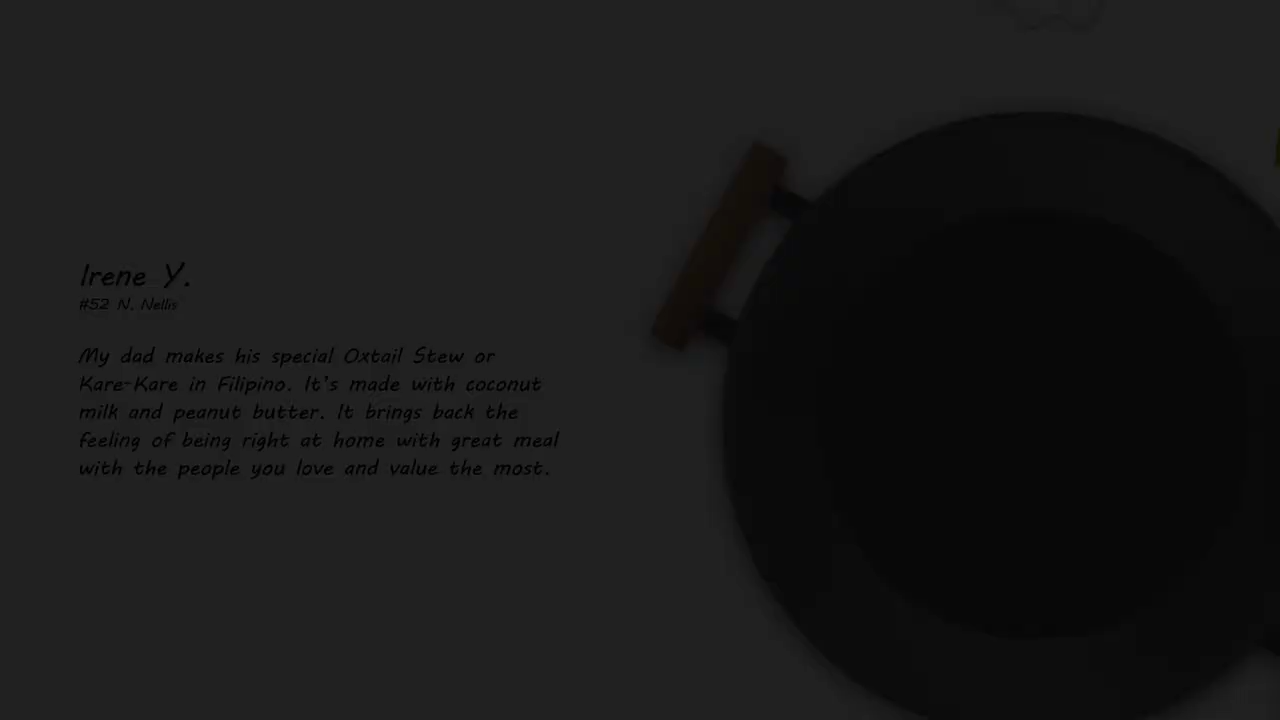 Irene Y.
#52 N. Nellis
My dad makes his special Oxtail Stew or
Kare-Kare in Filipino. It's made with coconut
milk and peanut butter. It brings back the
feeling of being right at home with great meal
with the people you love and value the most.